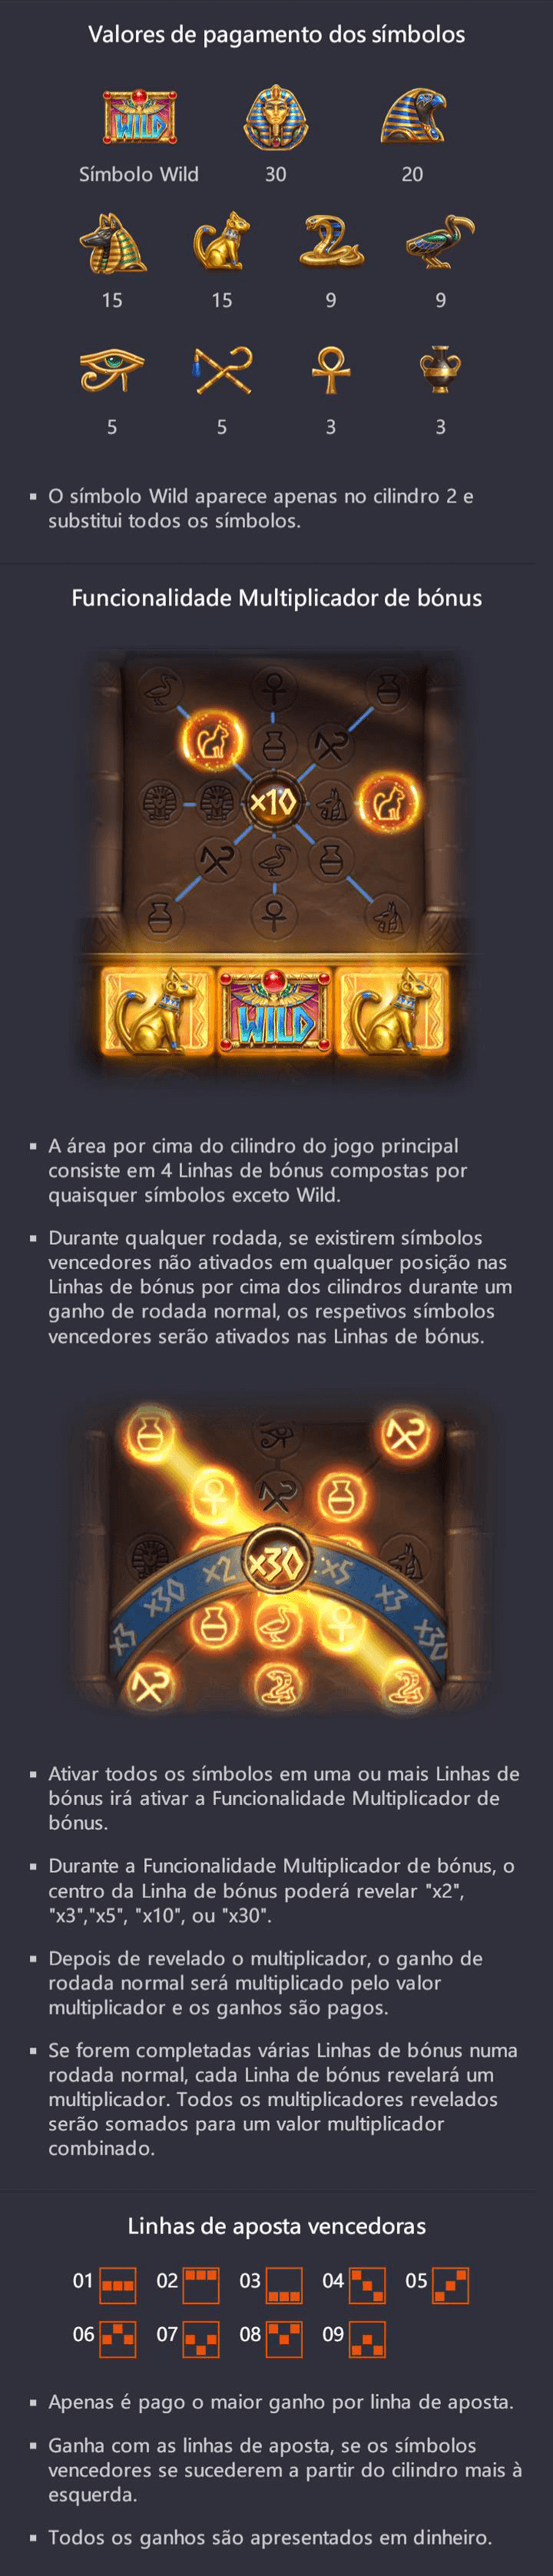 Valores de pagamento dos símbolos
WILD
Símbolo Wild 30 20
15 15 9 9
5 5 3 3
▪ O símbolo Wild aparece apenas no cilindro 2 e
substitui todos os símbolos.
Funcionalidade Multiplicador de bónus
x10
WILD
▪ A área por cima do cilindro do jogo principal
consiste em 4 Linhas de bónus compostas por
quaisquer símbolos exceto Wild.
▪ Durante qualquer rodada, se existirem símbolos
vencedores não ativados em qualquer posição nas
Linhas de bónus por cima dos cilindros durante um
ganho de rodada normal, os respetivos símbolos
vencedores serão ativados nas Linhas de bónus.
x3 x30 x2 x30 x5 x3 x30
▪ Ativar todos os símbolos em uma ou mais Linhas de
bónus irá ativar a Funcionalidade Multiplicador de
bónus.
▪ Durante a Funcionalidade Multiplicador de bónus, o
centro da Linha de bónus poderá revelar "x2",
"x3","x5", "x10", ou "x30".
▪ Depois de revelado o multiplicador, o ganho de
rodada normal será multiplicado pelo valor
multiplicador e os ganhos são pagos.
▪ Se forem completadas várias Linhas de bónus numa
rodada normal, cada Linha de bónus revelará um
multiplicador. Todos os multiplicadores revelados
serão somados para um valor multiplicador
combinado.
Linhas de aposta vencedoras
01 02 03 04 05
06 07 08 09
▪ Apenas é pago o maior ganho por linha de aposta.
▪ Ganha com as linhas de aposta, se os símbolos
vencedores se sucederem a partir do cilindro mais à
esquerda.
▪ Todos os ganhos são apresentados em dinheiro.